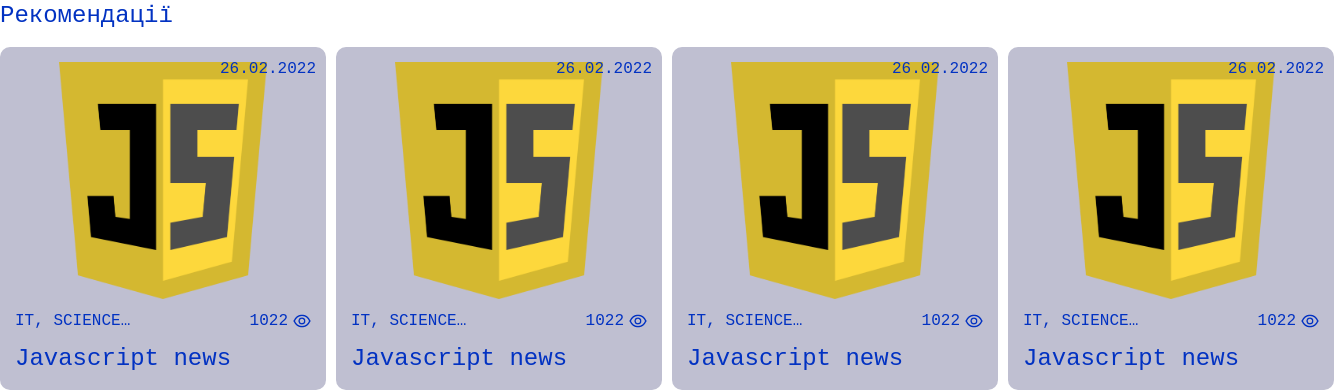 Рекомендації
26.02.2022 26.02.2022 26.02.2022 26.02.2022
JS JS JS JS
IT, SCIENCE… 1022 IT, SCIENCE… 1022 IT, SCIENCE… 1022 IT, SCIENCE… 1022
Javascript news Javascript news Javascript news Javascript news